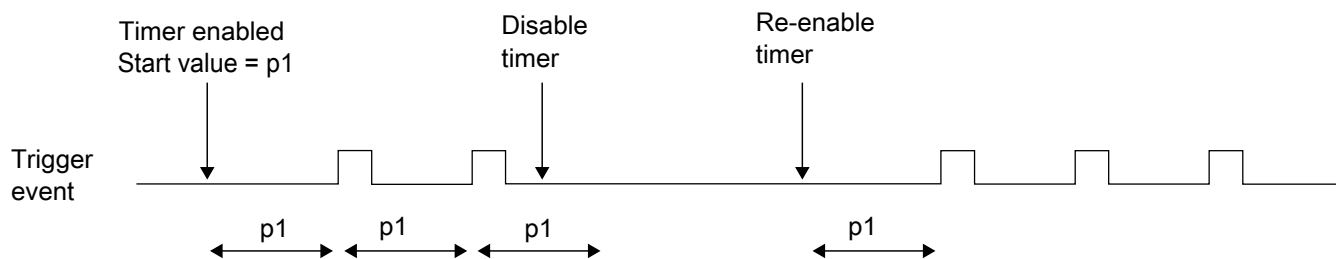 Timer enabled
Start value = p1
Disable
timer
Re-enable
timer
Trigger
event
p1
p1
p1
p1